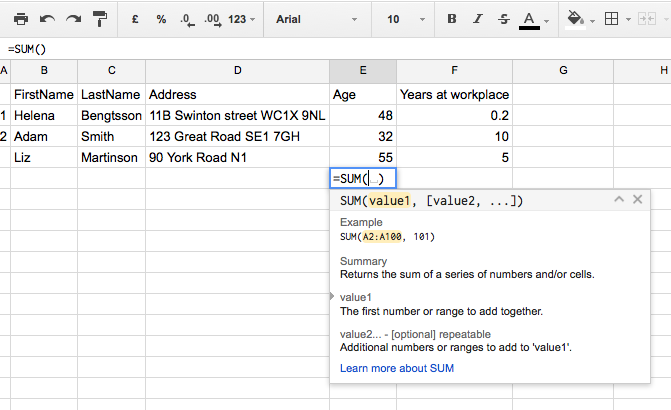 £ % .0 .00 123 Arial 10 B I S A
=SUM()
A B C D E F G H
FirstName LastName Address Age Years at workplace
1 Helena Bengtsson 11B Swinton street WC1X 9NL 48 0.2
2 Adam Smith 123 Great Road SE1 7GH 32 10
Liz Martinson 90 York Road N1 55 5
=SUM( )
SUM(value1, [value2, ...])
Example
SUM(A2:A100, 101)
Summary
Returns the sum of a series of numbers and/or cells.
value1
The first number or range to add together.
value2... - [optional] repeatable
Additional numbers or ranges to add to 'value1'.
Learn more about SUM